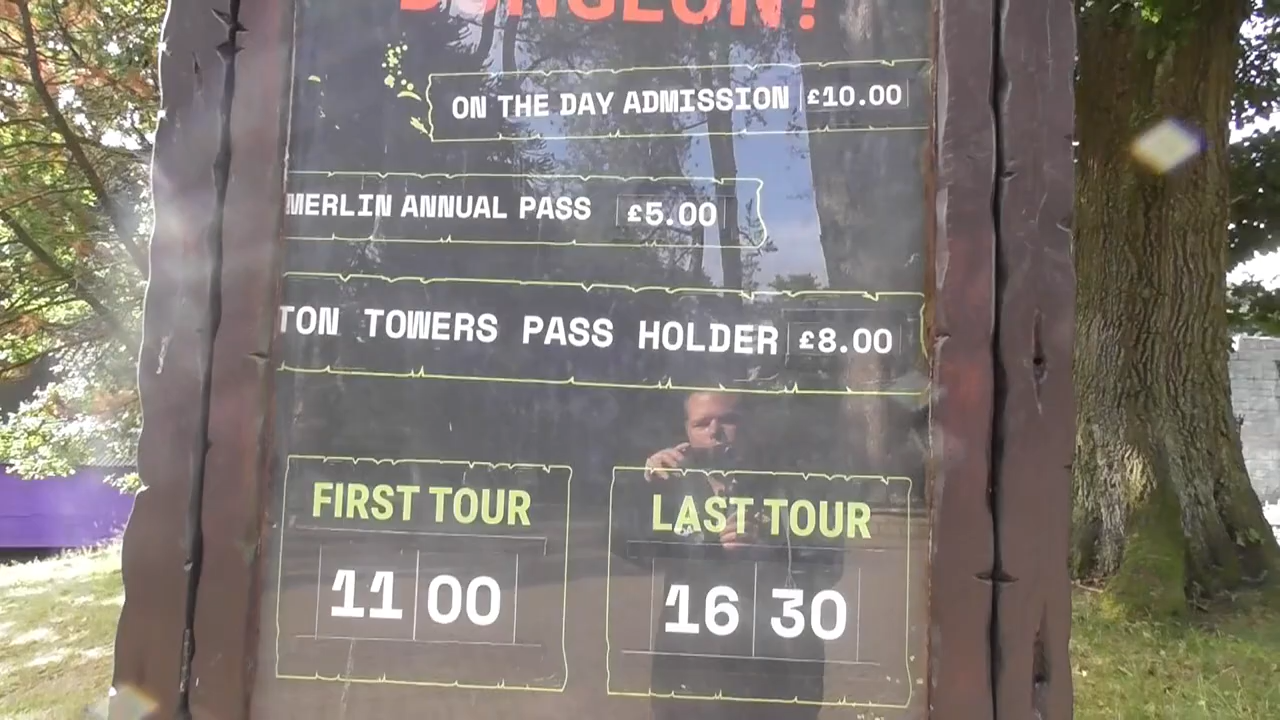 DUNGEON!
ON THE DAY ADMISSION £10.00
MERLIN ANNUAL PASS £5.00
TON TOWERS PASS HOLDER £8.00
FIRST TOUR
11 00
LAST TOUR
16 30